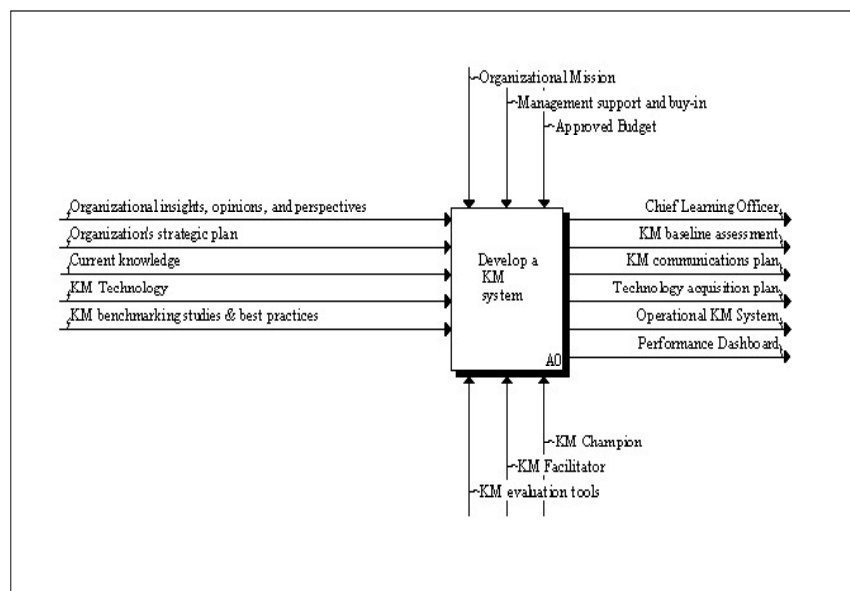 Organizational Mission
Management support and buy-in
Approved Budget
Organizational insights, opinions, and perspectives
Organization's strategic plan
Current knowledge
KM Technology
KM benchmarking studies & best practices
Develop a
KM
system
A0
Chief Learning Officer
KM baseline assessment
KM communications plan
Technology acquisition plan
Operational KM System
Performance Dashboard
KM Champion
KM Facilitator
KM evaluation tools